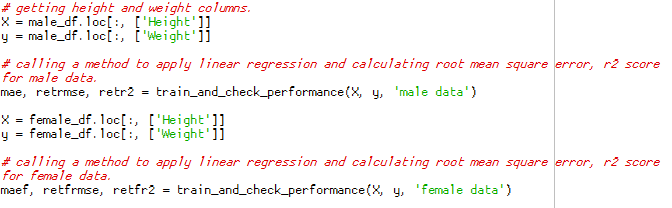 # getting height and weight columns.
X = male_df.loc[:, ['Height']]
y = male_df.loc[:, ['Weight']]
# calling a method to apply linear regression and calculating root mean square error, r2 score
for male data.
mae, retrmse, retr2 = train_and_check_performance(X, y, 'male data')
X = female_df.loc[:, ['Height']]
y = female_df.loc[:, ['Weight']]
# calling a method to apply linear regression and calculating root mean square error, r2 score
for female data.
maef, retfrmse, retfr2 = train_and_check_performance(X, y, 'female data')